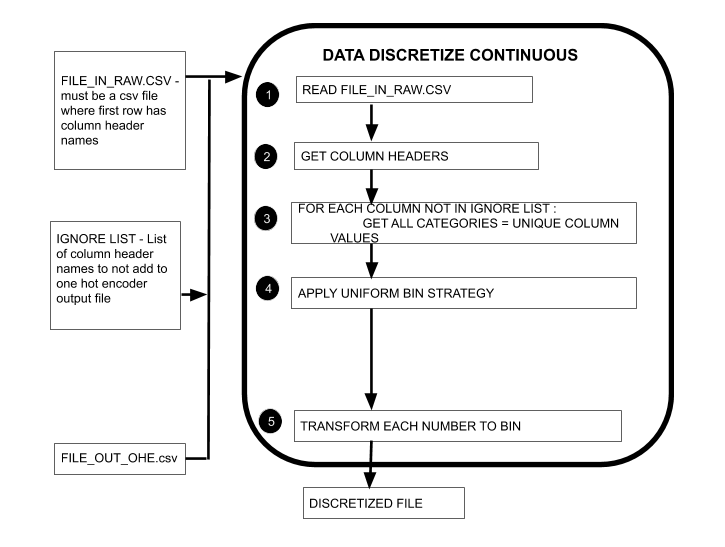 DATA DISCRETIZE CONTINUOUS
FILE_IN_RAW.CSV -
must be a csv file
where first row has
column header
names
1
READ FILE_IN_RAW.CSV
2
GET COLUMN HEADERS
3
FOR EACH COLUMN NOT IN IGNORE LIST :
GET ALL CATEGORIES = UNIQUE COLUMN
VALUES
IGNORE LIST - List
of column header
names to not add to
one hot encoder
output file
4
APPLY UNIFORM BIN STRATEGY
5
TRANSFORM EACH NUMBER TO BIN
FILE_OUT_OHE.csv
DISCRETIZED FILE